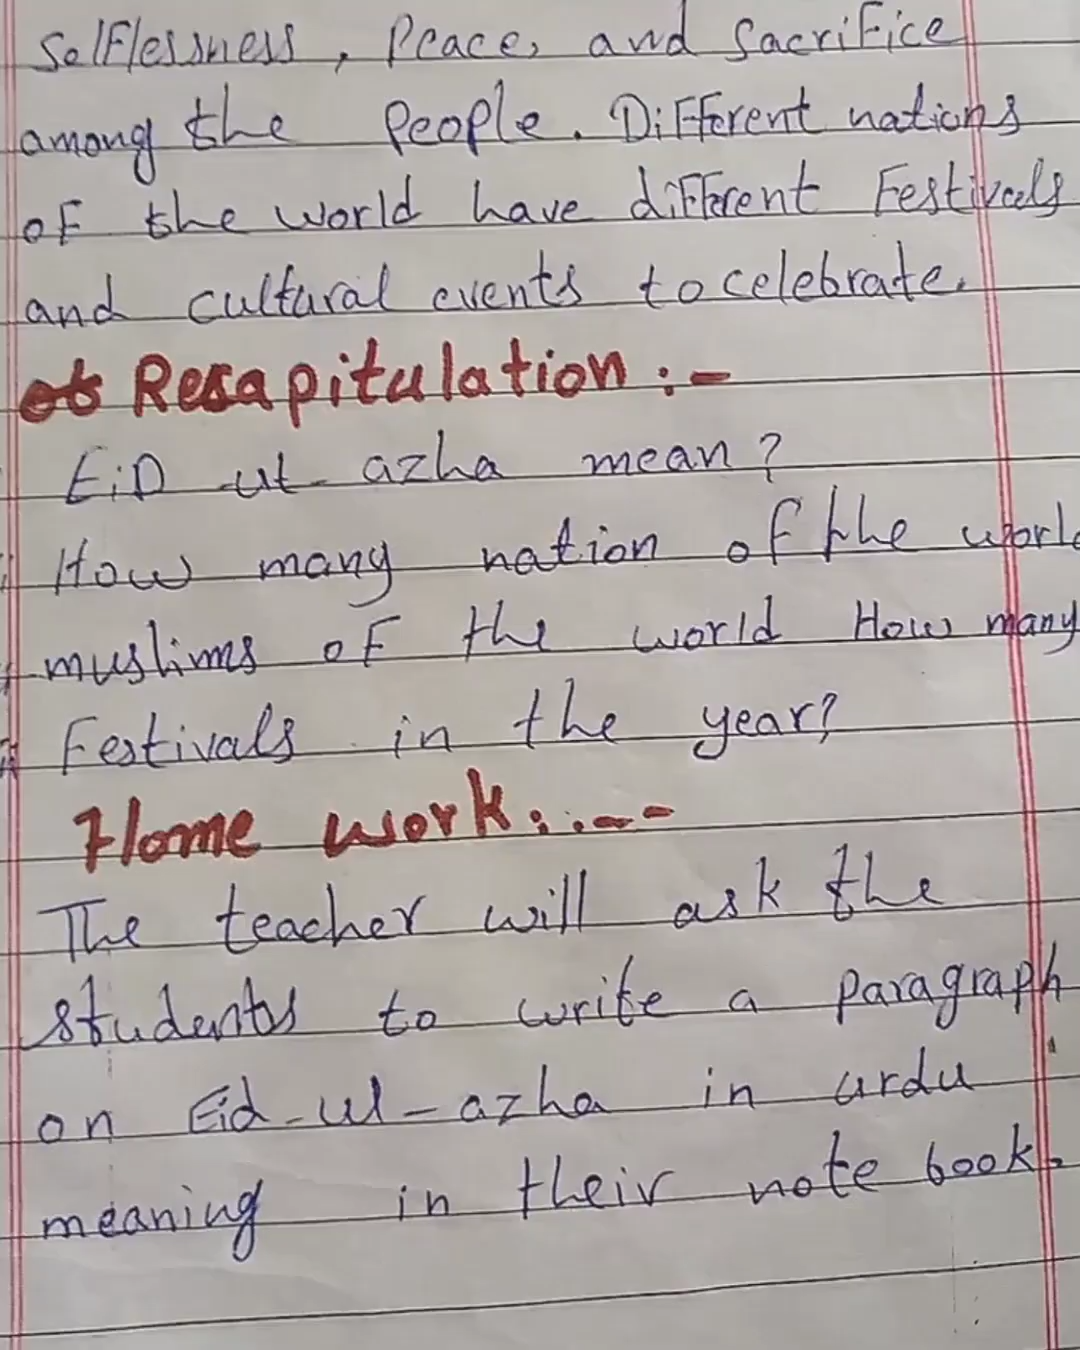 Selflessness, Peace, and Sacrifice
among the People. Different nations
of the world have different Festivals
and cultural events to celebrate.
Recapitulation :-
EiD ut azha mean?
How many nation of the world
muslims of the world How many
Festivals in the year?
Home work:.--
The teacher will ask the
students to write a paragraph
on Eid-ul-azha in urdu
meaning in their note book.